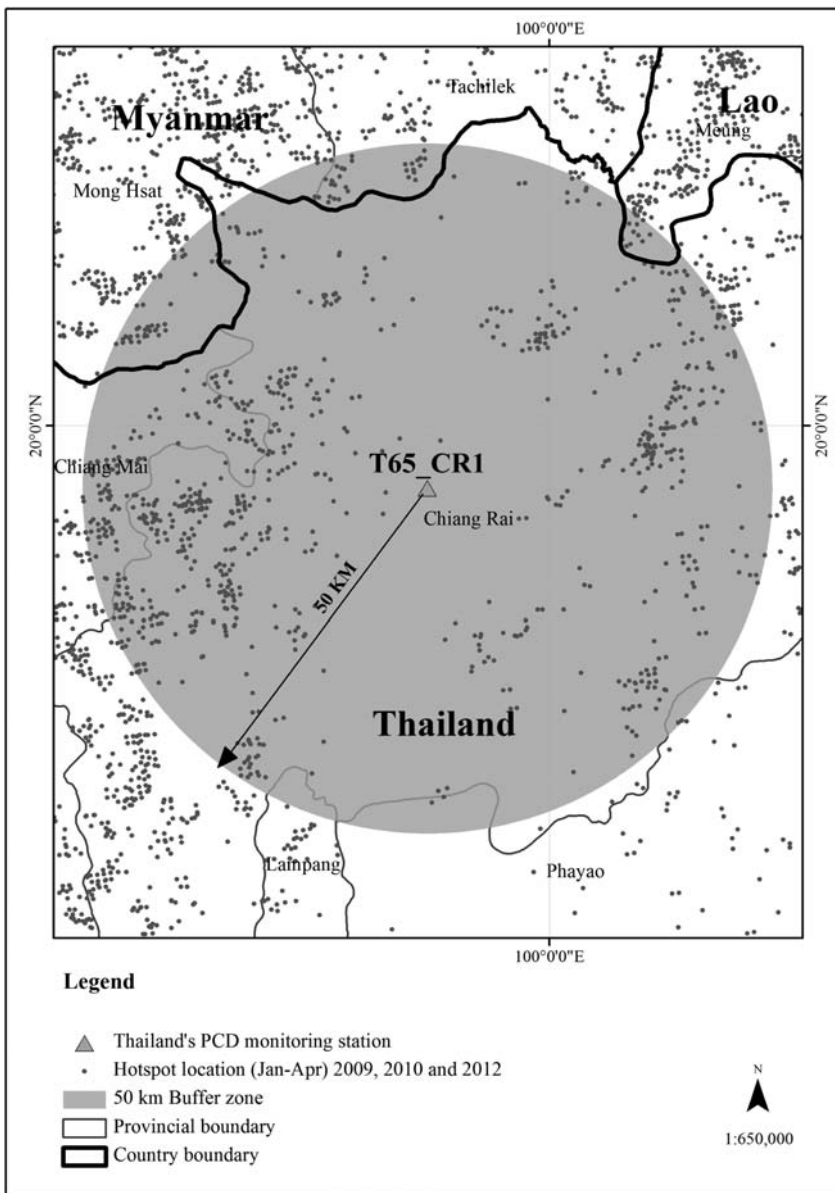 100°0'0"E
Tachilek
Lao
Myanmar
Meung
Mong Hsat
20°0'0"N
20°0'0"N
T65_CR1
Chiang Mai
Chiang Rai
50 KM
Thailand
Lampang
Phayao
100°0'0"E
Legend
Thailand's PCD monitoring station
Hotspot location (Jan-Apr) 2009, 2010 and 2012
50 km Buffer zone
Provincial boundary
Country boundary
N
1:650,000